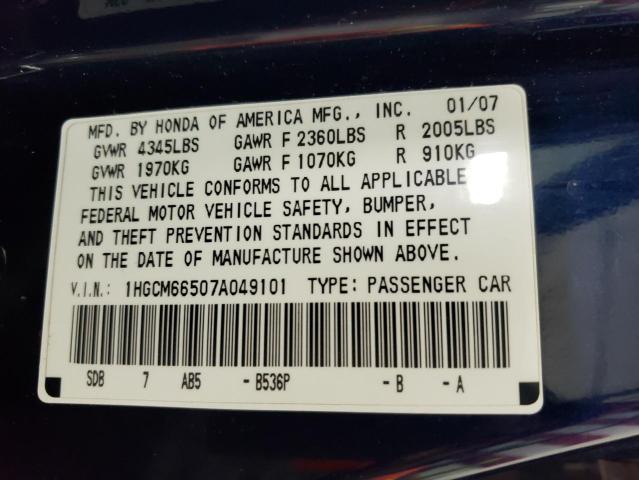 MFD. BY HONDA OF AMERICA MFG., INC. 01/07
GVWR 4345LBS GAWR F 2360LBS R 2005LBS
GVWR 1970KG GAWR F 1070KG R 910KG
THIS VEHICLE CONFORMS TO ALL APPLICABLE
FEDERAL MOTOR VEHICLE SAFETY, BUMPER,
AND THEFT PREVENTION STANDARDS IN EFFECT
ON THE DATE OF MANUFACTURE SHOWN ABOVE.
V.I.N.: 1HGCM66507A049101 TYPE: PASSENGER CAR
SDB 7 AB5 - B536P - B - A